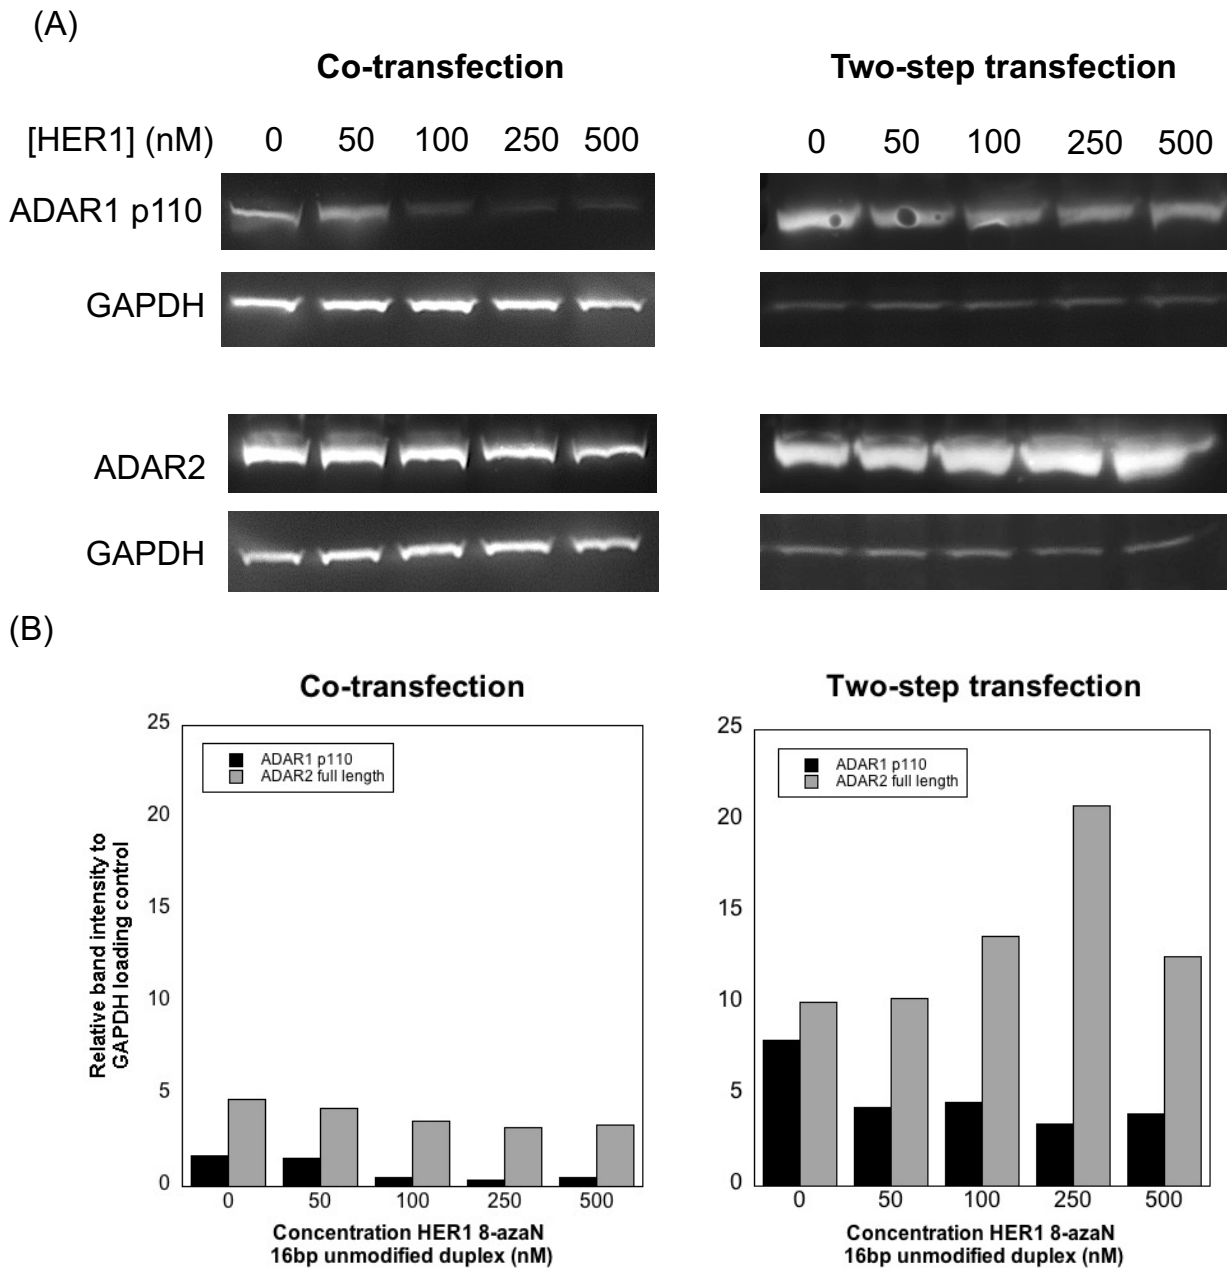 (A)
Co-transfection
Two-step transfection
[HER1] (nM) 0 50 100 250 500
0 50 100 250 500
ADAR1 p110
GAPDH
ADAR2
GAPDH
(B)
Co-transfection
25
20
15
10
5
0
ADAR1 p110
ADAR2 full length
Relative band intensity to
GAPDH loading control
0 50 100 250 500
Concentration HER1 8-azaN
16bp unmodified duplex (nM)
Two-step transfection
25
20
15
10
5
0
ADAR1 p110
ADAR2 full length
0 50 100 250 500
Concentration HER1 8-azaN
16bp unmodified duplex (nM)